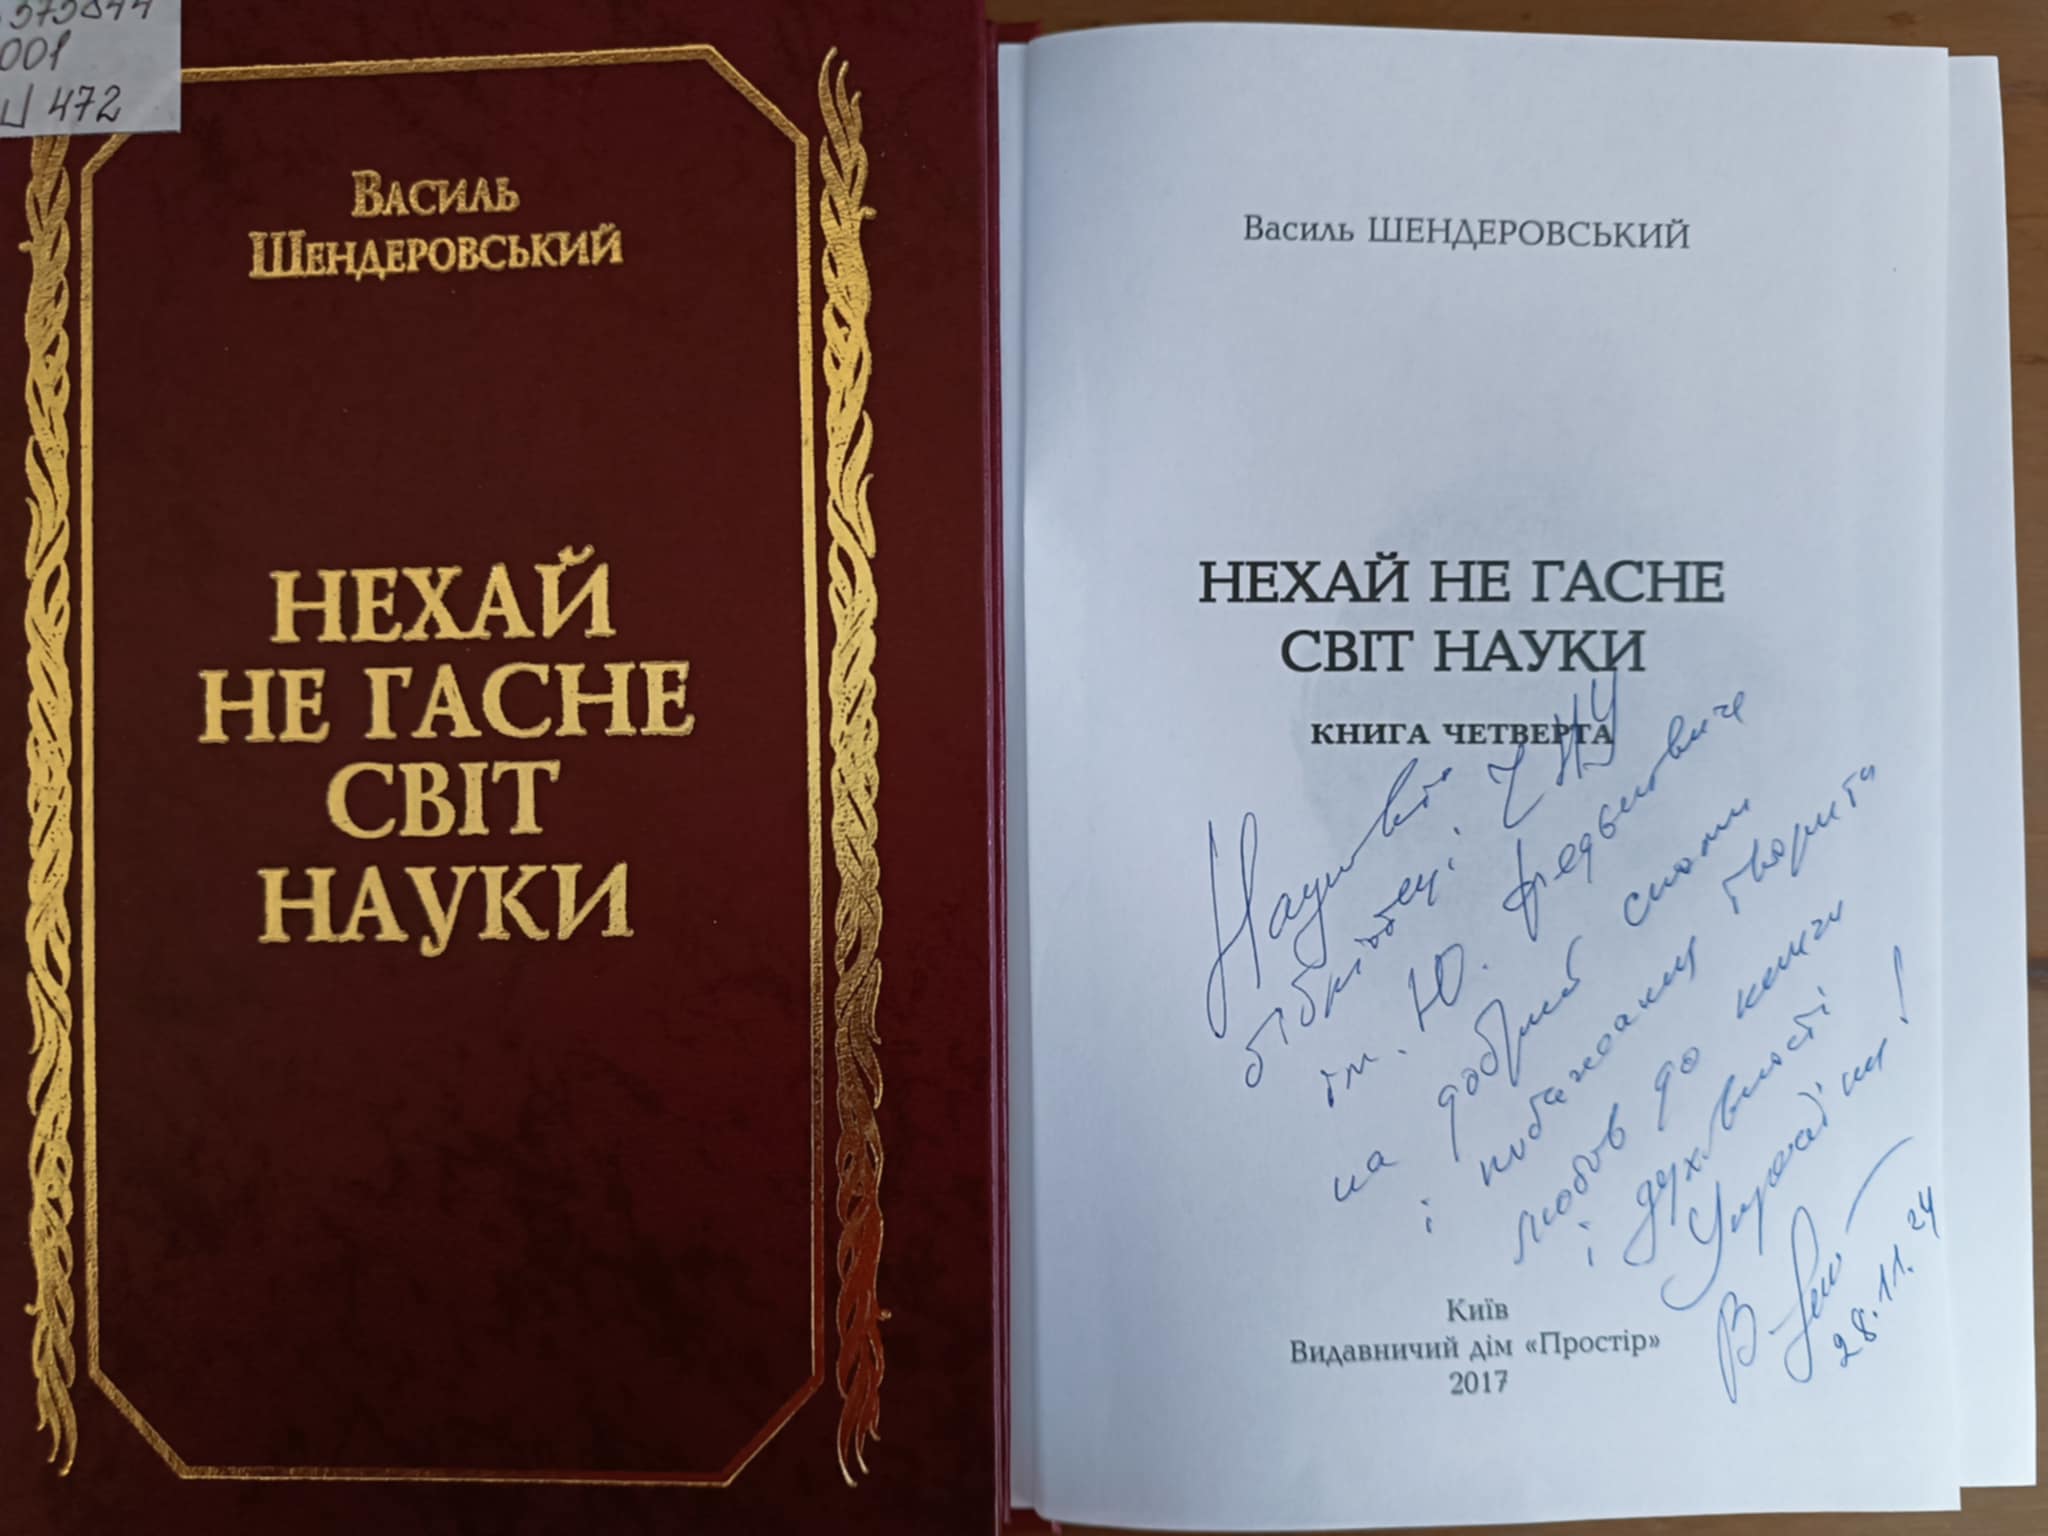 001
Ш 472
Василь
Шендеровський
НЕХАЙ
НЕ ГАСНЕ
СВІТ
НАУКИ
Василь ШЕНДЕРОВСЬКИЙ
НЕХАЙ НЕ ГАСНЕ
СВІТ НАУКИ
КНИГА ЧЕТВЕРТА
Науковій
бібліотеці ЧНУ
ім. Ю. Федьковича
на добрий спомин
і побажання творити
любов до книги
і духовності
України!
28.11.24
Київ
Видавничий дім «Простір»
2017